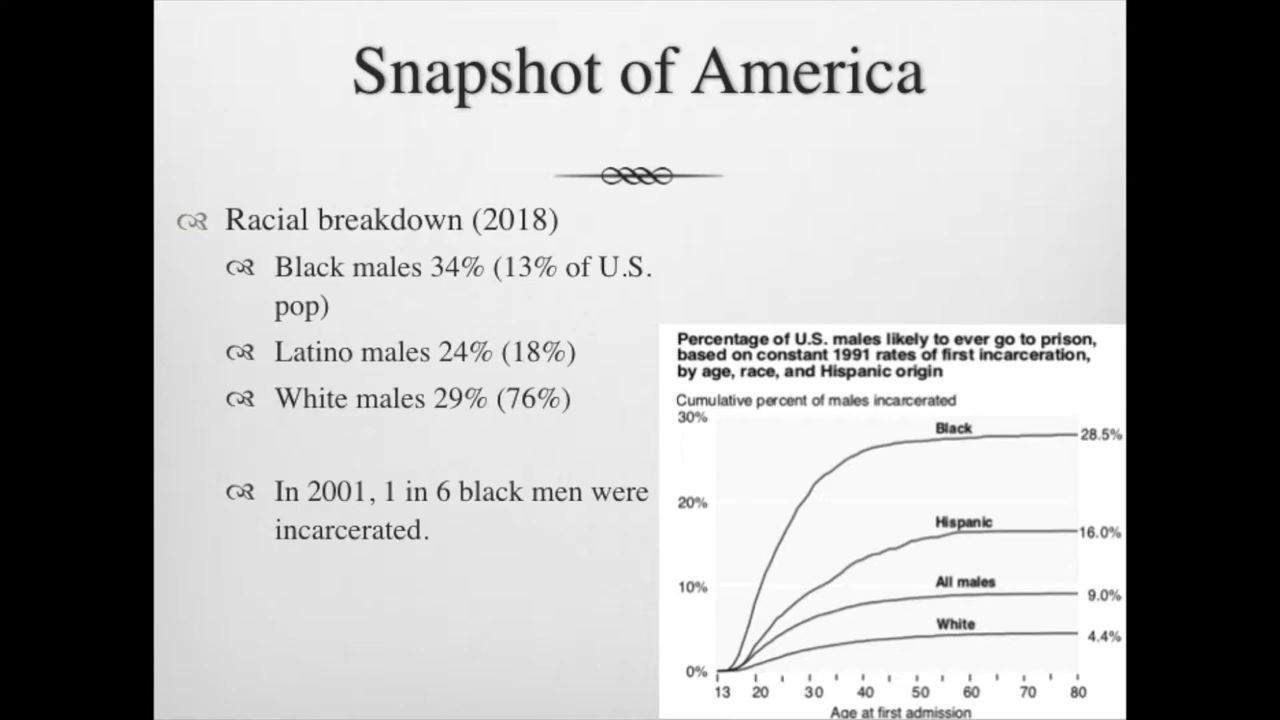 Snapshot of America
Racial breakdown (2018)
Black males 34% (13% of U.S.
pop)
Latino males 24% (18%)
White males 29% (76%)
In 2001, 1 in 6 black men were
incarcerated.
Percentage of U.S. males likely to ever go to prison,
based on constant 1991 rates of first incarceration,
by age, race, and Hispanic origin
Cumulative percent of males incarcerated
30%
20%
10%
0%
Black
28.5%
Hispanic
16.0%
All males
9.0%
White
4.4%
13 20 30 40 50 60 70 80
Age at first admission